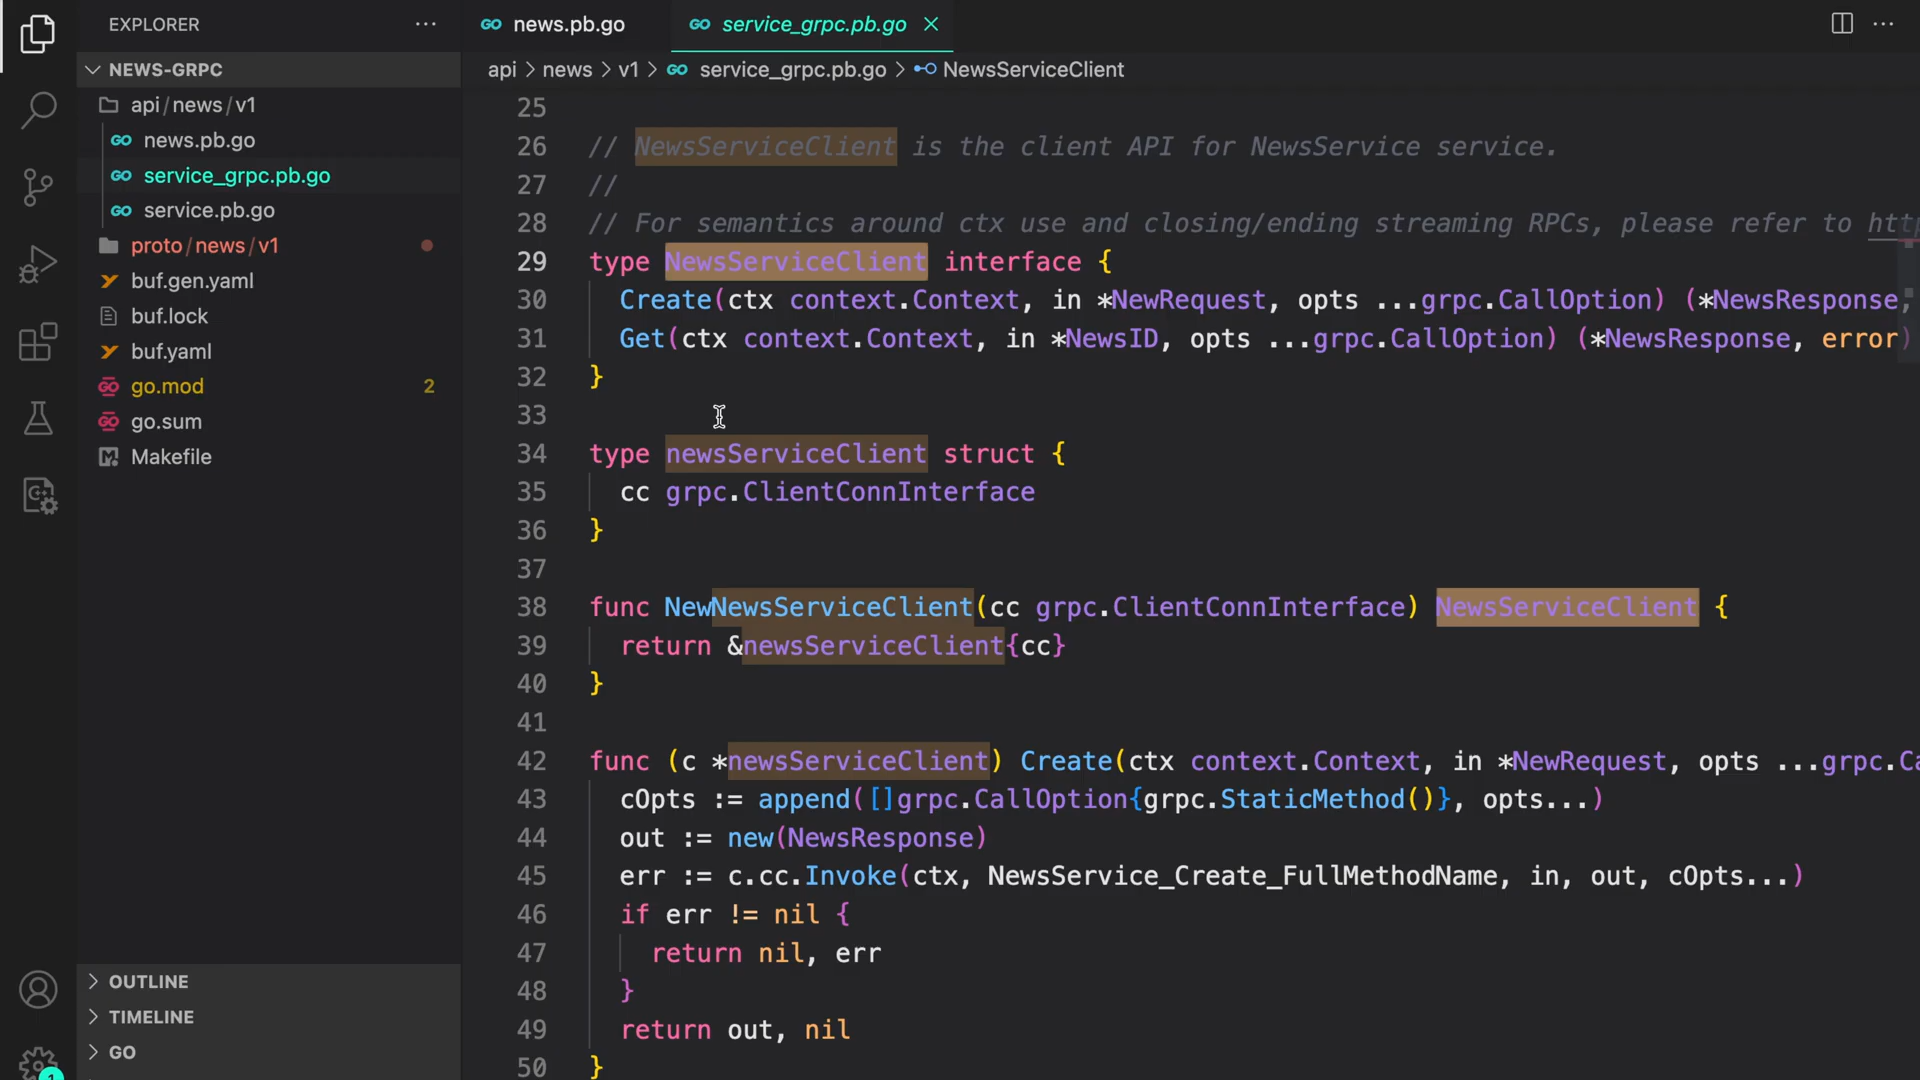 EXPLORER
NEWS-GRPC
api / news / v1
news.pb.go
service_grpc.pb.go
service.pb.go
proto / news / v1
buf.gen.yaml
buf.lock
buf.yaml
go.mod 2
go.sum
Makefile
OUTLINE
TIMELINE
GO
news.pb.go
service_grpc.pb.go
api > news > v1 > service_grpc.pb.go > NewsServiceClient
25
26 // NewsServiceClient is the client API for NewsService service.
27 //
28 // For semantics around ctx use and closing/ending streaming RPCs, please refer to htt
29 type NewsServiceClient interface {
30 Create(ctx context.Context, in *NewRequest, opts ...grpc.CallOption) (*NewsResponse,
31 Get(ctx context.Context, in *NewsID, opts ...grpc.CallOption) (*NewsResponse, error)
32 }
33
34 type newsServiceClient struct {
35 cc grpc.ClientConnInterface
36 }
37
38 func NewNewsServiceClient(cc grpc.ClientConnInterface) NewsServiceClient {
39 return &newsServiceClient{cc}
40 }
41
42 func (c *newsServiceClient) Create(ctx context.Context, in *NewRequest, opts ...grpc.Ca
43 cOpts := append([]grpc.CallOption{grpc.StaticMethod()}, opts...)
44 out := new(NewsResponse)
45 err := c.cc.Invoke(ctx, NewsService_Create_FullMethodName, in, out, cOpts...)
46 if err != nil {
47 return nil, err
48 }
49 return out, nil
50 }